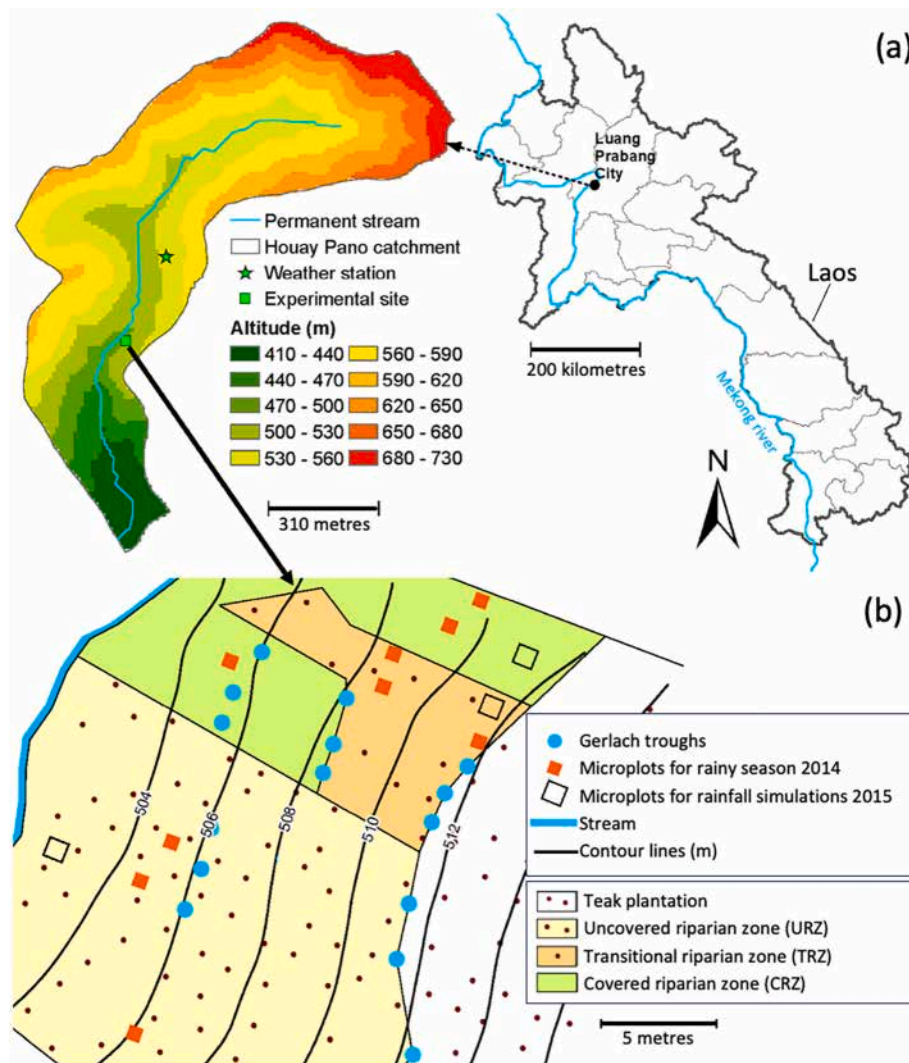 (a)
Luang
Prabang
City
Laos
Mekong river
200 kilometres
N
Permanent stream
Houay Pano catchment
Weather station
Experimental site
Altitude (m)
410 - 440 560 - 590
440 - 470 590 - 620
470 - 500 620 - 650
500 - 530 650 - 680
530 - 560 680 - 730
310 metres
(b)
504
506
508
510
512
Gerlach troughs
Microplots for rainy season 2014
Microplots for rainfall simulations 2015
Stream
Contour lines (m)
Teak plantation
Uncovered riparian zone (URZ)
Transitional riparian zone (TRZ)
Covered riparian zone (CRZ)
5 metres